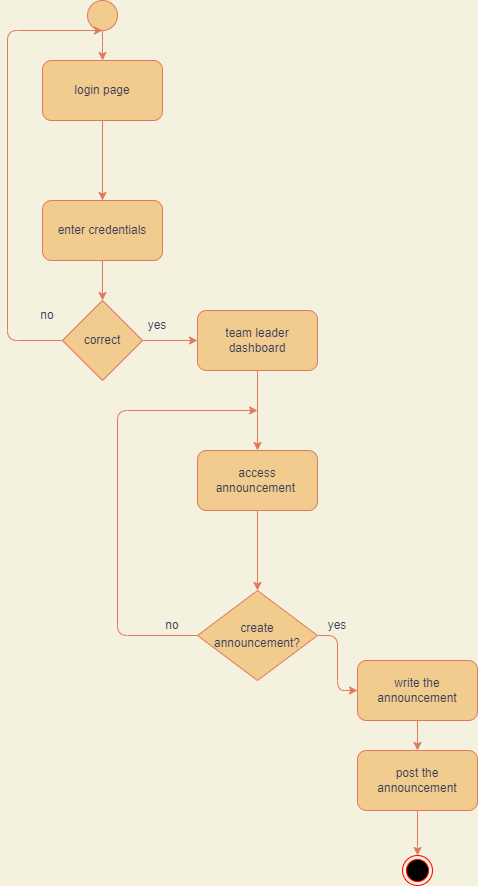 login page
enter credentials
no
yes
correct
team leader
dashboard
access
announcement
no
create
announcement?
yes
write the
announcement
post the
announcement